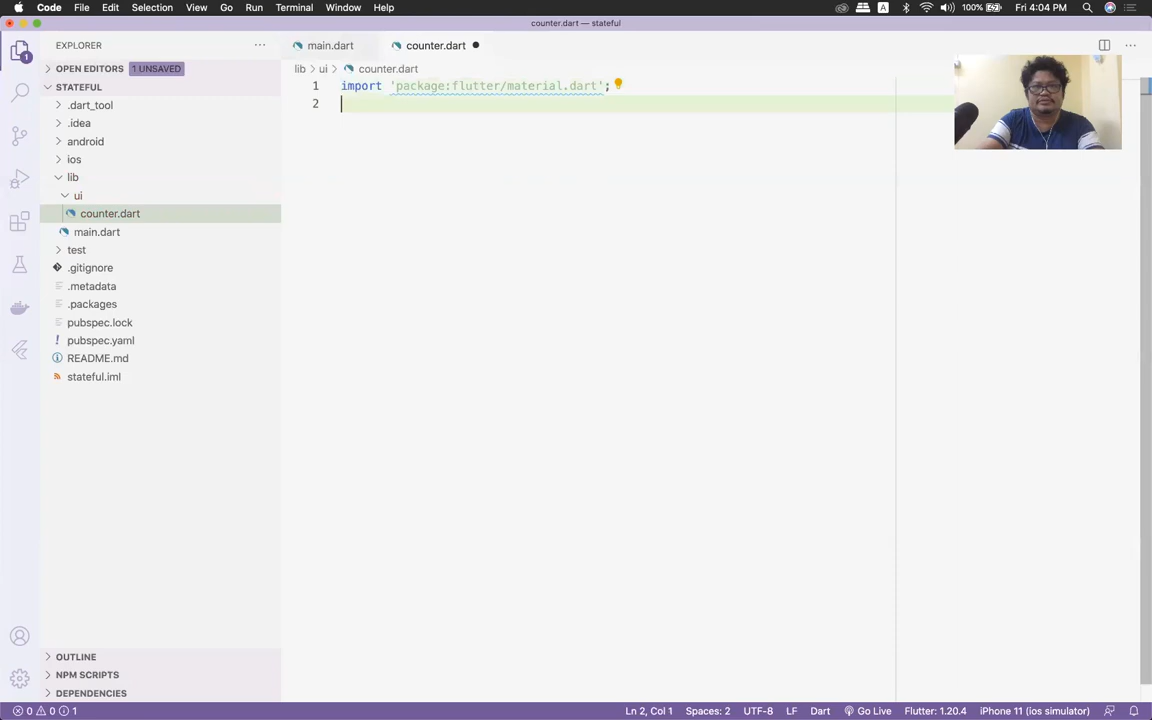 Code File Edit Selection View Go Run Terminal Window Help A 100% Fri 4:04 PM
counter.dart — stateful
EXPLORER ...
main.dart counter.dart ...
OPEN EDITORS 1 UNSAVED
lib > ui > counter.dart
STATEFUL
1 import 'package:flutter/material.dart';
2
.dart_tool
.idea
android
ios
lib
ui
counter.dart
main.dart
test
.gitignore
.metadata
.packages
pubspec.lock
! pubspec.yaml
README.md
stateful.iml
OUTLINE
NPM SCRIPTS
DEPENDENCIES
1
0 0 1 Ln 2, Col 1 Spaces: 2 UTF-8 LF Dart Go Live Flutter: 1.20.4 iPhone 11 (ios simulator)